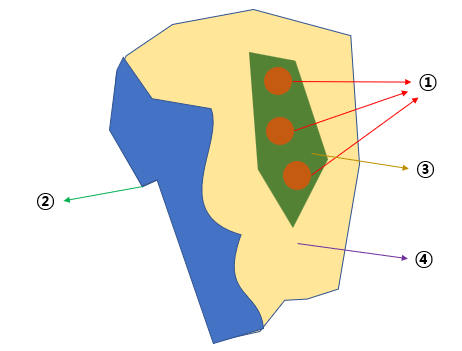 ①
③
②
④